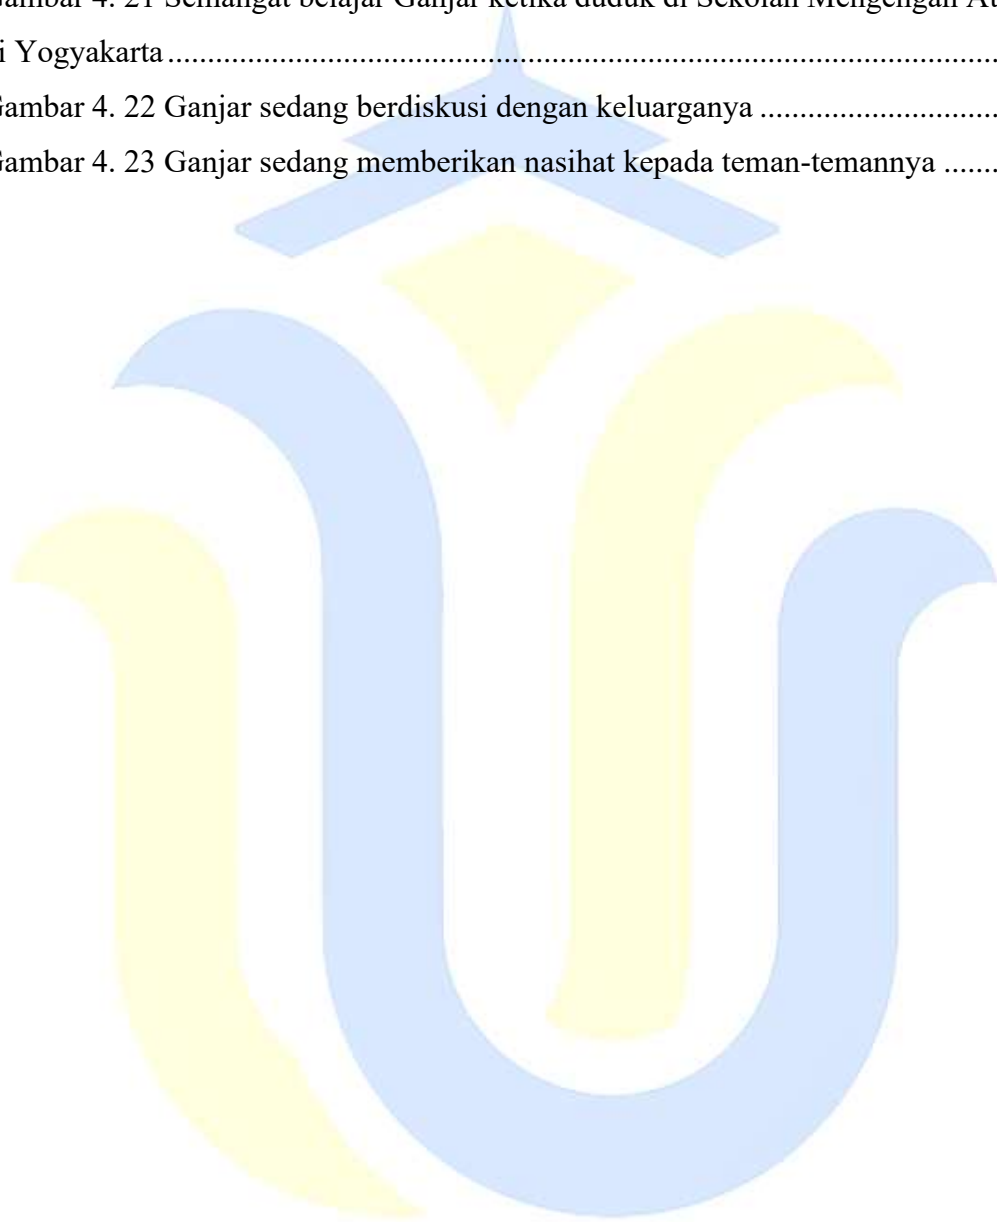 Gambar 4. 21 Semangat belajar Ganjar ketika duduk di Sekolah Mengengah At
i Yogyakarta..........................................................................................................
Gambar 4. 22 Ganjar sedang berdiskusi dengan keluarganya ..............................
Gambar 4. 23 Ganjar sedang memberikan nasihat kepada teman-temannya .......